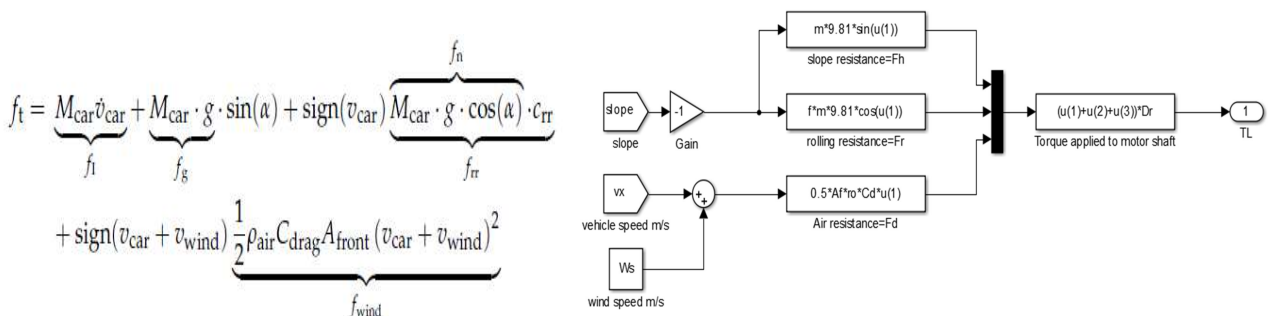 f_t = M_car v̇_car + M_car · g · sin(α) + sign(v_car) M_car · g · cos(α) · c_rr
f_I
f_g
f_n
f_rr
+ sign(v_car + v_wind) 1/2 ρ_air C_drag A_front (v_car + v_wind)^2
f_wind
m*9.81*sin(u(1))
slope resistance=Fh
slope
slope
-1
Gain
f*m*9.81*cos(u(1))
rolling resistance=Fr
(u(1)+u(2)+u(3))*Dr
Torque applied to motor shaft
1
TL
vx
vehicle speed m/s
+
+
0.5*Af*ro*Cd*u(1)
Air resistance=Fd
Ws
wind speed m/s